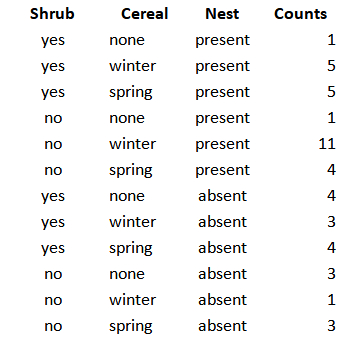 Shrub Cereal Nest Counts
yes none present 1
yes winter present 5
yes spring present 5
no none present 1
no winter present 11
no spring present 4
yes none absent 4
yes winter absent 3
yes spring absent 4
no none absent 3
no winter absent 1
no spring absent 3